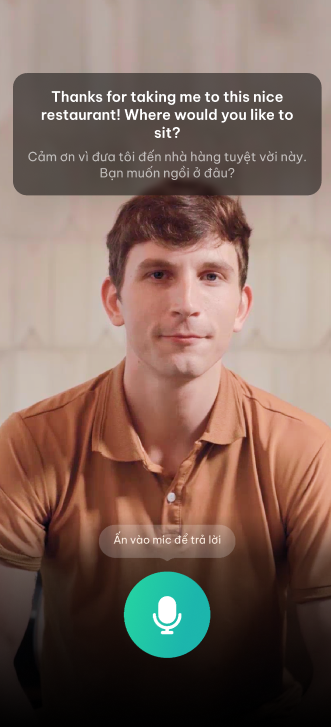 Thanks for taking me to this nice
restaurant! Where would you like to
sit?
Cảm ơn vì đưa tôi đến nhà hàng tuyệt vời này.
Bạn muốn ngồi ở đâu?
Ấn vào mic để trả lời